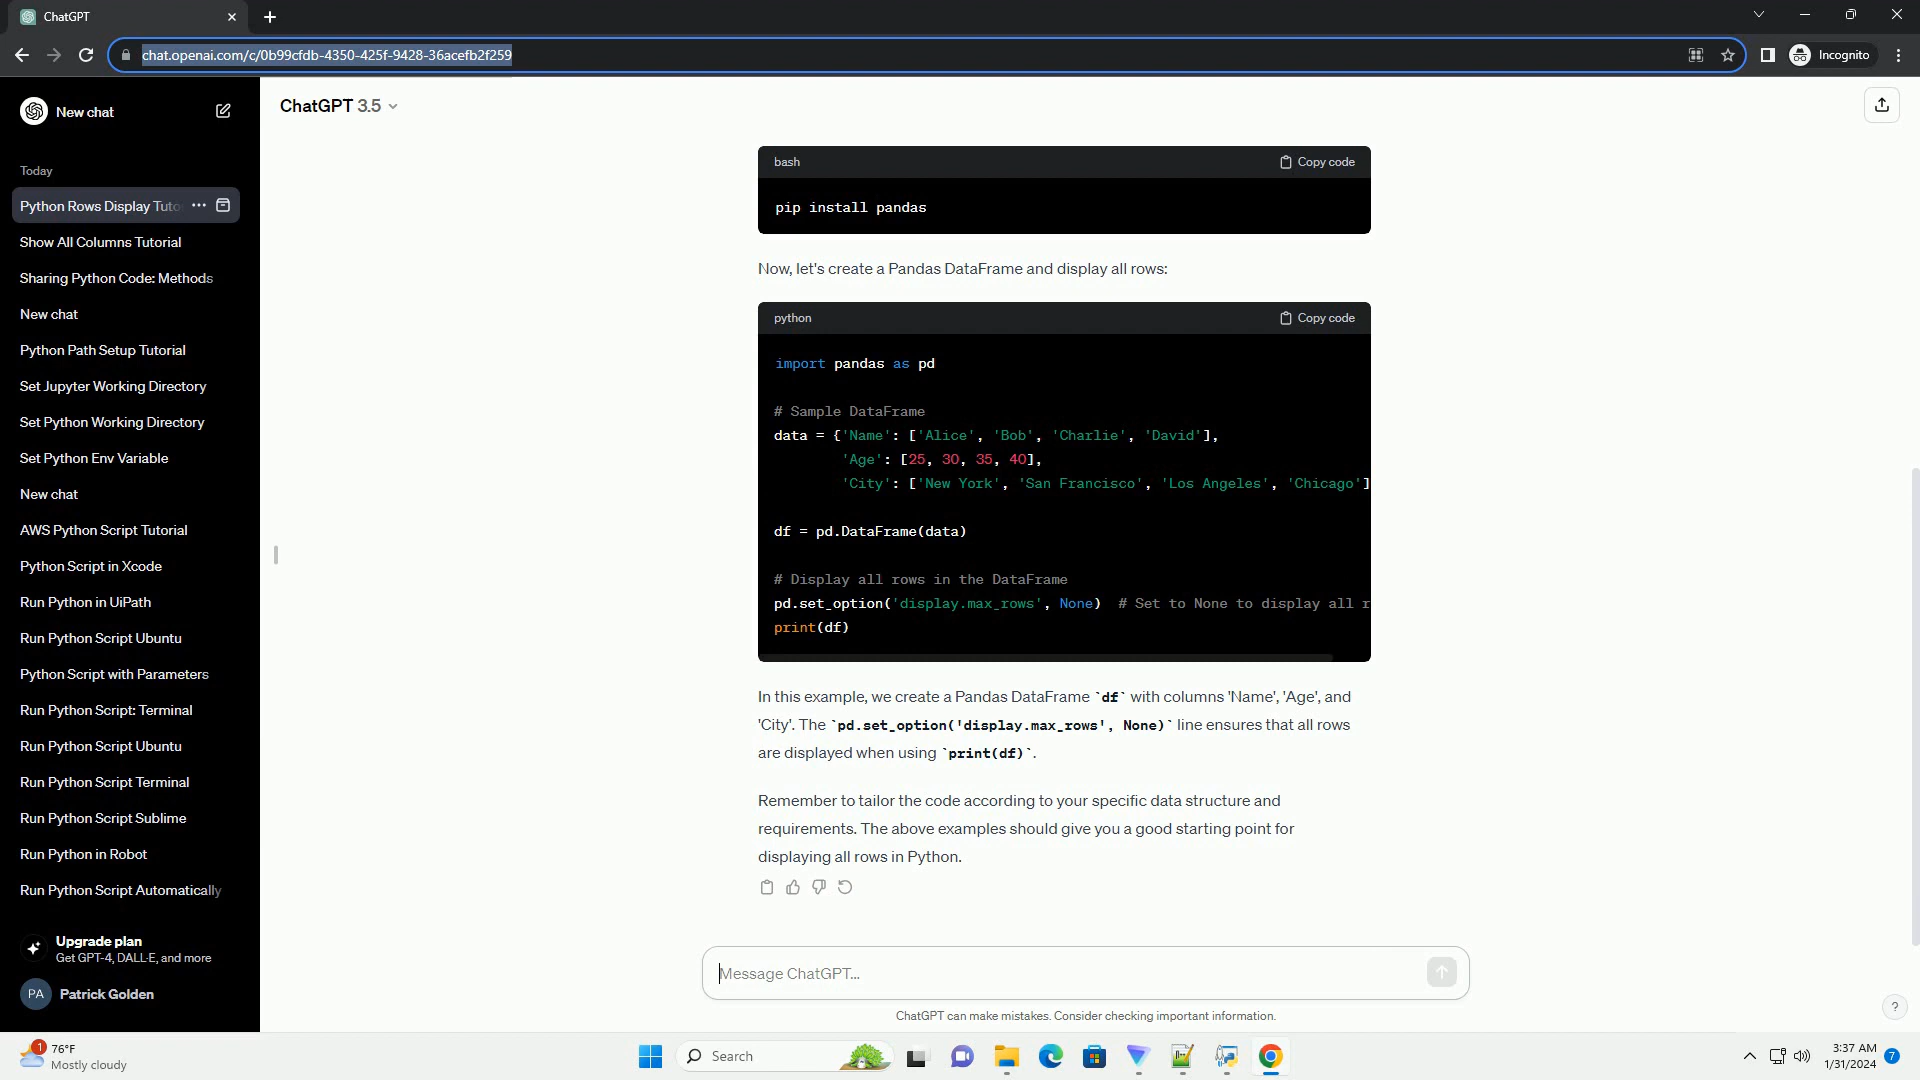 ChatGPT
chat.openai.com/c/0b99cfdb-4350-425f-9428-36acefb2f259
Incognito
New chat
ChatGPT 3.5
Today
Python Rows Display Tuto
Show All Columns Tutorial
Sharing Python Code: Methods
New chat
Python Path Setup Tutorial
Set Jupyter Working Directory
Set Python Working Directory
Set Python Env Variable
New chat
AWS Python Script Tutorial
Python Script in Xcode
Run Python in UiPath
Run Python Script Ubuntu
Python Script with Parameters
Run Python Script: Terminal
Run Python Script Ubuntu
Run Python Script Terminal
Run Python Script Sublime
Run Python in Robot
Run Python Script Automatically
Upgrade plan
Get GPT-4, DALL·E, and more
PA Patrick Golden
bash Copy code
pip install pandas
Now, let's create a Pandas DataFrame and display all rows:
python Copy code
import pandas as pd
# Sample DataFrame
data = {'Name': ['Alice', 'Bob', 'Charlie', 'David'],
'Age': [25, 30, 35, 40],
'City': ['New York', 'San Francisco', 'Los Angeles', 'Chicago']
df = pd.DataFrame(data)
# Display all rows in the DataFrame
pd.set_option('display.max_rows', None)  # Set to None to display all r
print(df)
In this example, we create a Pandas DataFrame `df` with columns 'Name', 'Age', and
'City'. The `pd.set_option('display.max_rows', None)` line ensures that all rows
are displayed when using `print(df)`.
Remember to tailor the code according to your specific data structure and
requirements. The above examples should give you a good starting point for
displaying all rows in Python.
Message ChatGPT...
ChatGPT can make mistakes. Consider checking important information.
?
1
76°F
Mostly cloudy
Search
3:37 AM
1/31/2024
7